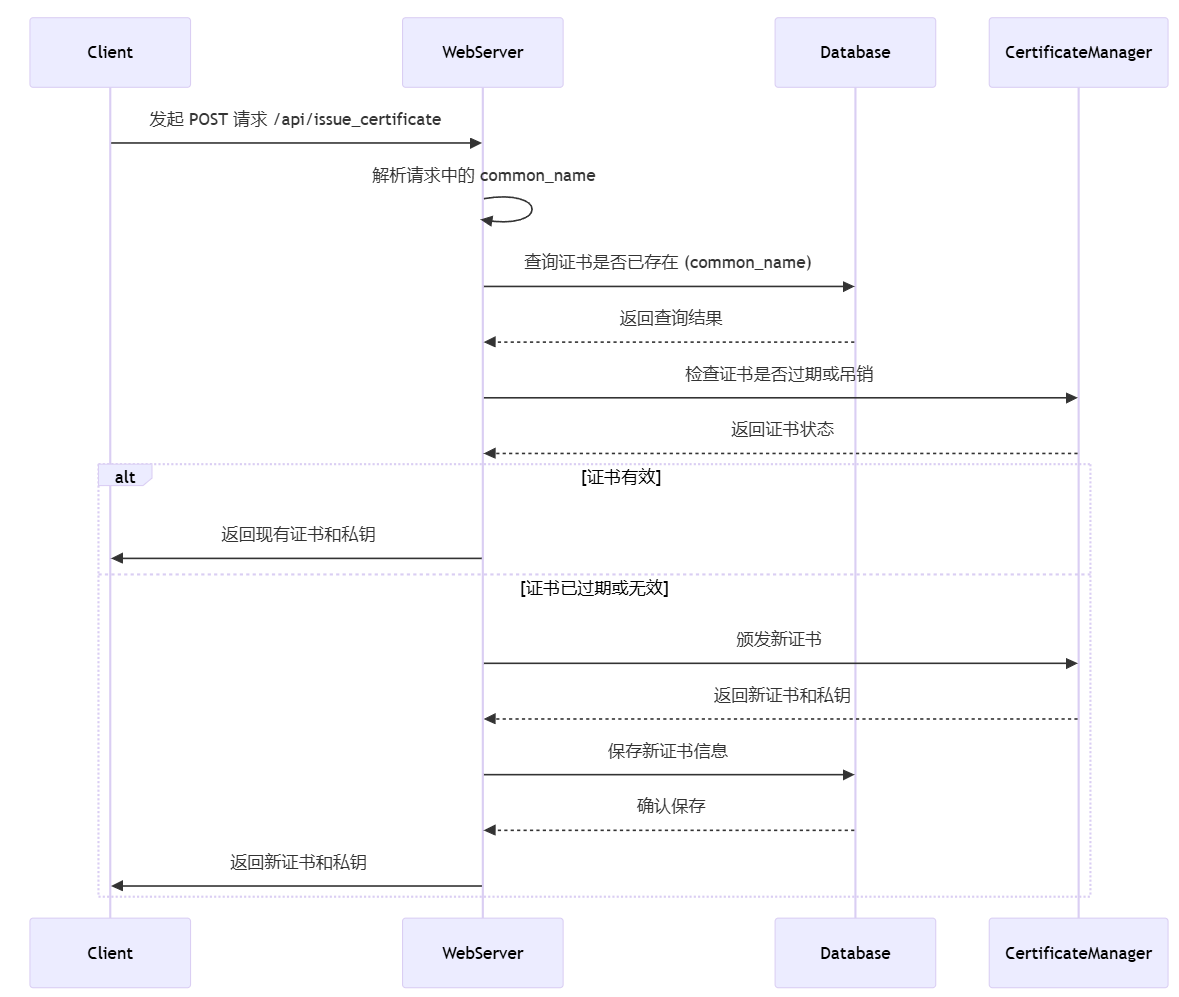 Client
WebServer
Database
CertificateManager
发起 POST 请求 /api/issue_certificate
解析请求中的 common_name
查询证书是否已存在 (common_name)
返回查询结果
检查证书是否过期或吊销
返回证书状态
alt
[证书有效]
返回现有证书和私钥
[证书已过期或无效]
颁发新证书
返回新证书和私钥
保存新证书信息
确认保存
返回新证书和私钥
Client
WebServer
Database
CertificateManager